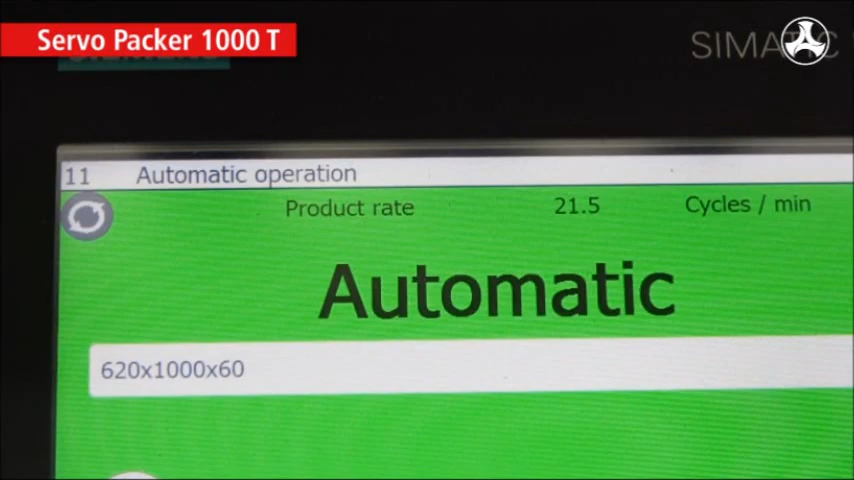 Servo Packer 1000 T
SIMATIC
11 Automatic operation
Product rate 21.5 Cycles / min
Automatic
620x1000x60